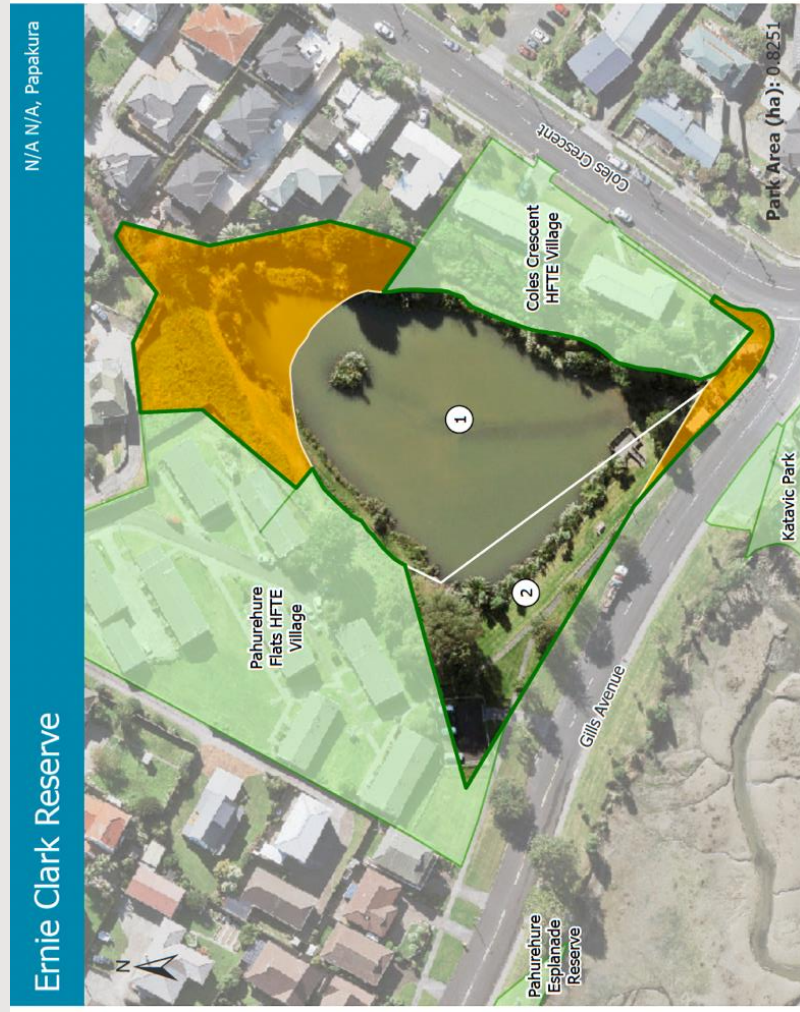 Ernie Clark Reserve
N/A N/A, Papakura
N
Pahurehure
Flats HFTE
Village
Coles Crescent
HFTE Village
Coles Crescent
1
2
Gills Avenue
Katavic Park
Pahurehure
Esplanade
Reserve
Park Area (ha): 0.8251